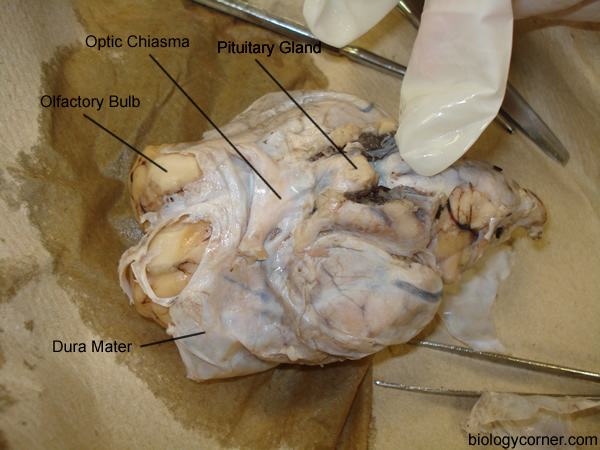 Optic Chiasma
Pituitary Gland
Olfactory Bulb
Dura Mater
biologycorner.com